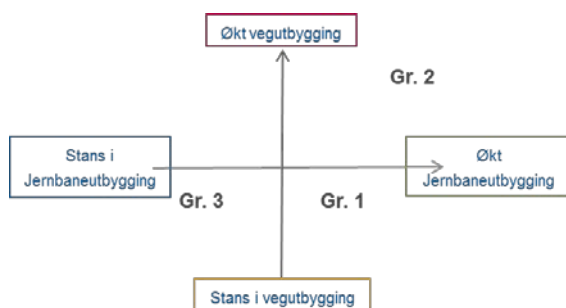 Økt vegutbygging
Gr. 2
Stans i
Jernbaneutbygging
Økt
Jernbaneutbygging
Gr. 3
Gr. 1
Stans i vegutbygging